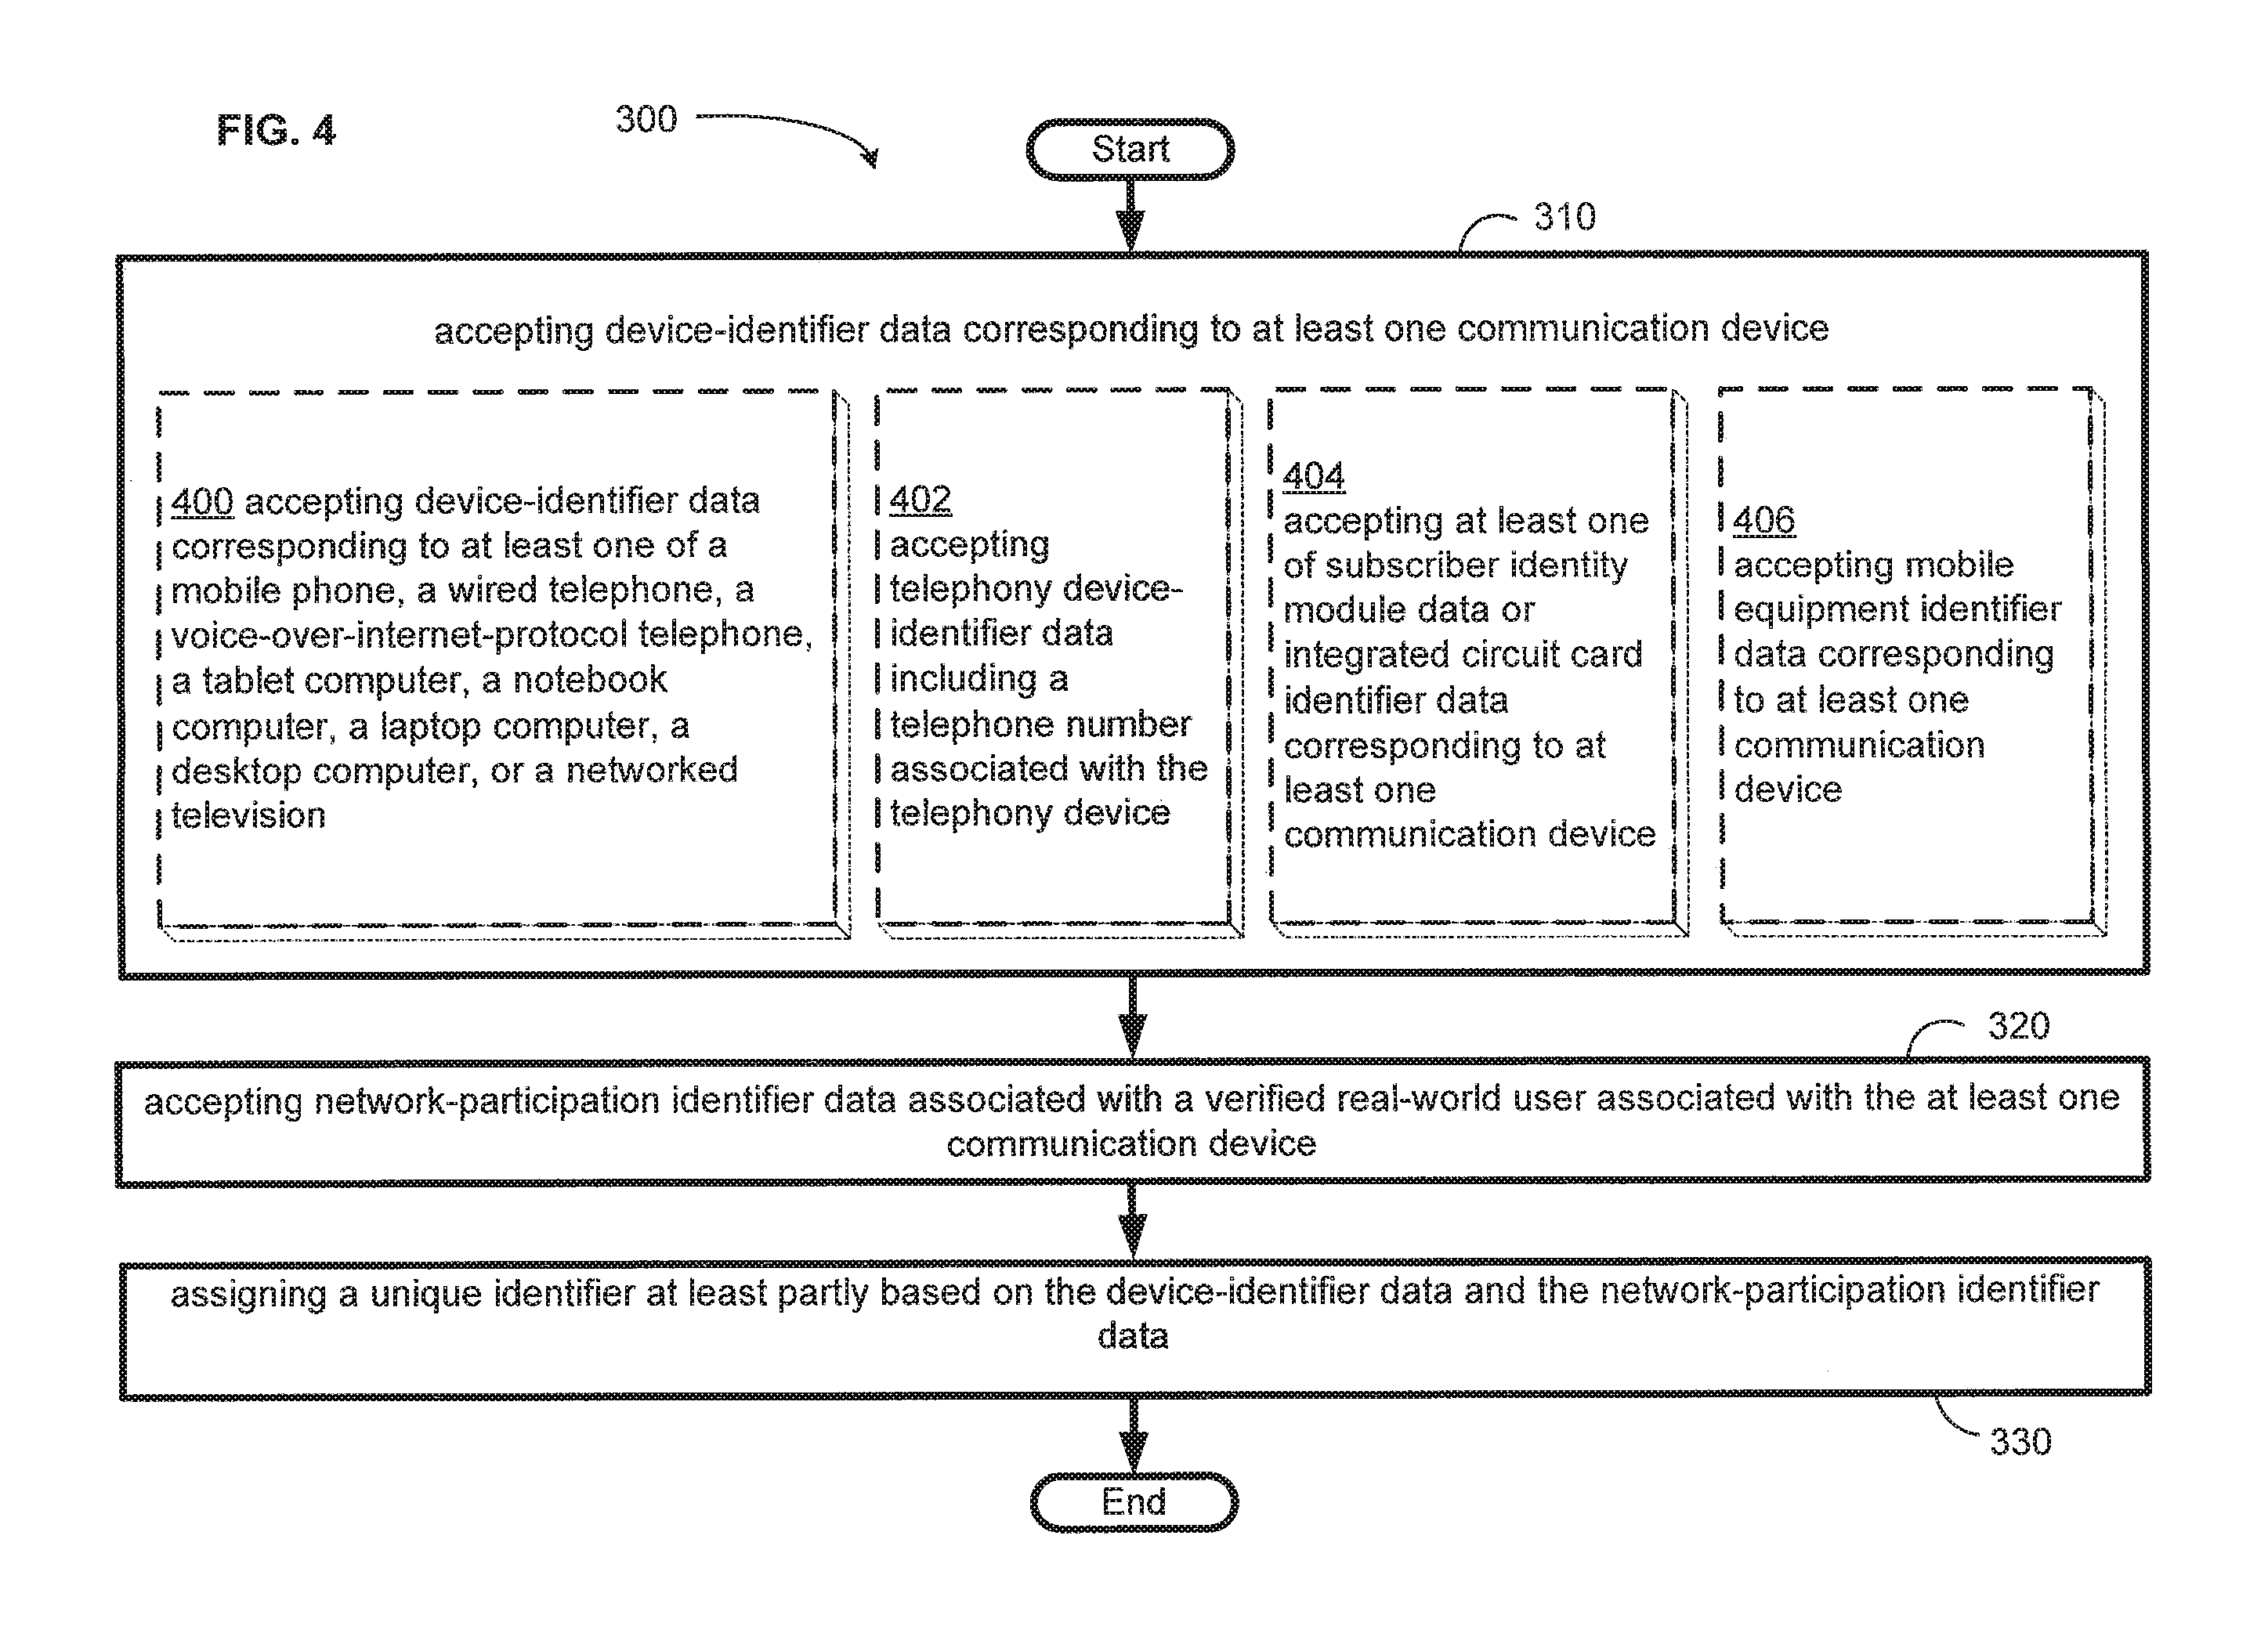 FIG. 4
300
Start
310
accepting device-identifier data corresponding to at least one communication device
400 accepting device-identifier data
corresponding to at least one of a
mobile phone, a wired telephone, a
voice-over-internet-protocol telephone,
a tablet computer, a notebook
computer, a laptop computer, a
desktop computer, or a networked
television
402
accepting
telephony device-
identifier data
including a
telephone number
associated with the
telephony device
404
accepting at least one
of subscriber identity
module data or
integrated circuit card
identifier data
corresponding to at
least one
communication device
406
accepting mobile
equipment identifier
data corresponding
to at least one
communication
device
320
accepting network-participation identifier data associated with a verified real-world user associated with the at least one
communication device
assigning a unique identifier at least partly based on the device-identifier data and the network-participation identifier
data
330
End